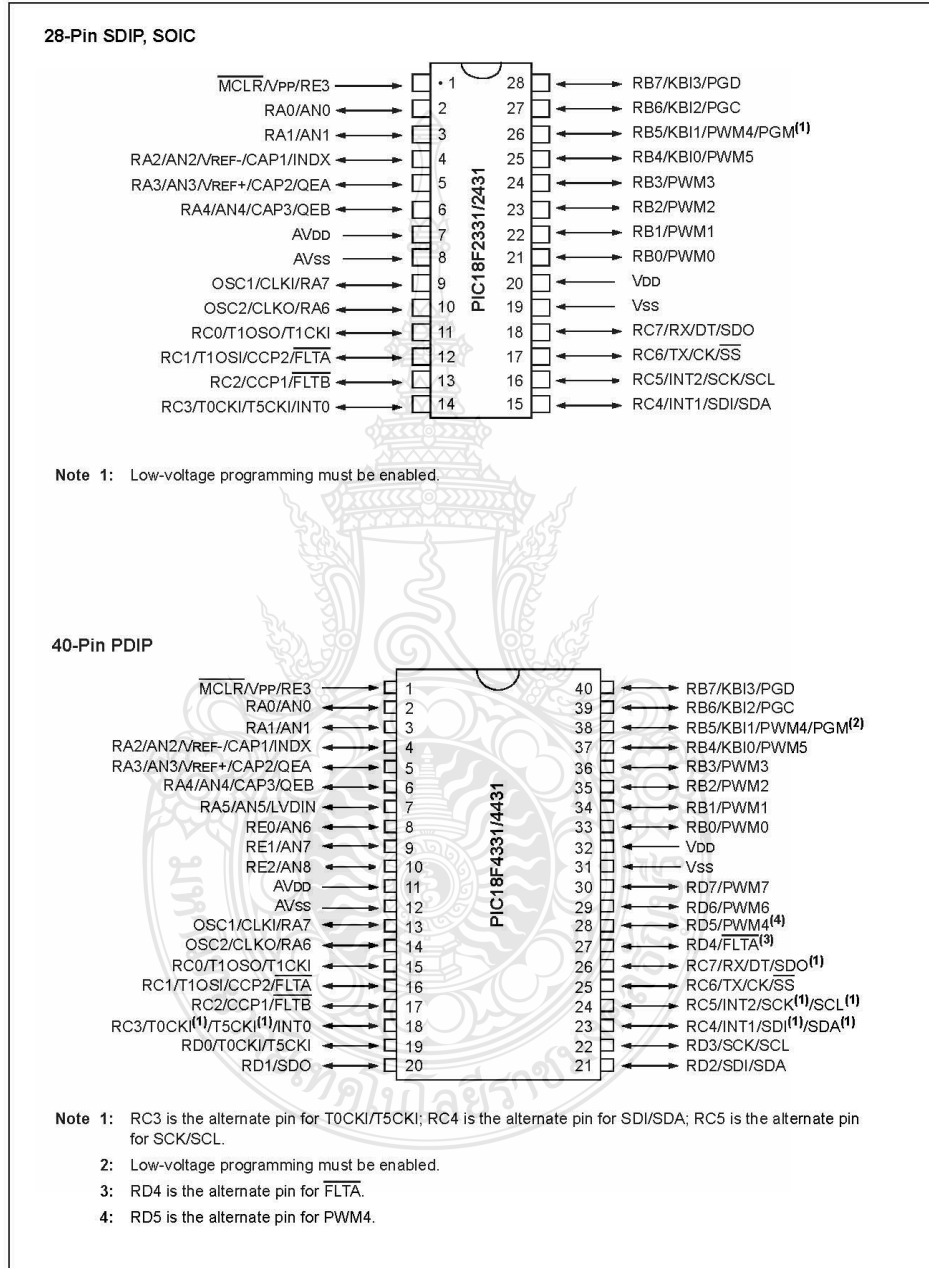 28-Pin SDIP, SOIC
MCLR/VPP/RE3 1 28 RB7/KBI3/PGD
RA0/AN0 2 27 RB6/KBI2/PGC
RA1/AN1 3 26 RB5/KBI1/PWM4/PGM(1)
RA2/AN2/VREF-/CAP1/INDX 4 25 RB4/KBI0/PWM5
RA3/AN3/VREF+/CAP2/QEA 5 24 RB3/PWM3
RA4/AN4/CAP3/QEB 6 23 RB2/PWM2
AVDD 7 22 RB1/PWM1
AVSS 8 21 RB0/PWM0
OSC1/CLKI/RA7 9 20 VDD
OSC2/CLKO/RA6 10 19 VSS
RC0/T1OSO/T1CKI 11 18 RC7/RX/DT/SDO
RC1/T1OSI/CCP2/FLTA 12 17 RC6/TX/CK/SS
RC2/CCP1/FLTB 13 16 RC5/INT2/SCK/SCL
RC3/T0CKI/T5CKI/INT0 14 15 RC4/INT1/SDI/SDA
PIC18F2331/2431
Note 1: Low-voltage programming must be enabled.
40-Pin PDIP
MCLR/VPP/RE3 1 40 RB7/KBI3/PGD
RA0/AN0 2 39 RB6/KBI2/PGC
RA1/AN1 3 38 RB5/KBI1/PWM4/PGM(2)
RA2/AN2/VREF-/CAP1/INDX 4 37 RB4/KBI0/PWM5
RA3/AN3/VREF+/CAP2/QEA 5 36 RB3/PWM3
RA4/AN4/CAP3/QEB 6 35 RB2/PWM2
RA5/AN5/LVDIN 7 34 RB1/PWM1
RE0/AN6 8 33 RB0/PWM0
RE1/AN7 9 32 VDD
RE2/AN8 10 31 VSS
AVDD 11 30 RD7/PWM7
AVSS 12 29 RD6/PWM6
OSC1/CLKI/RA7 13 28 RD5/PWM4(4)
OSC2/CLKO/RA6 14 27 RD4/FLTA(3)
RC0/T1OSO/T1CKI 15 26 RC7/RX/DT/SDO(1)
RC1/T1OSI/CCP2/FLTA 16 25 RC6/TX/CK/SS
RC2/CCP1/FLTB 17 24 RC5/INT2/SCK(1)/SCL(1)
RC3/T0CKI(1)/T5CKI(1)/INT0 18 23 RC4/INT1/SDI(1)/SDA(1)
RD0/T0CKI/T5CKI 19 22 RD3/SCK/SCL
RD1/SDO 20 21 RD2/SDI/SDA
PIC18F4331/4431
Note 1: RC3 is the alternate pin for T0CKI/T5CKI; RC4 is the alternate pin for SDI/SDA; RC5 is the alternate pin
for SCK/SCL.
2: Low-voltage programming must be enabled.
3: RD4 is the alternate pin for FLTA.
4: RD5 is the alternate pin for PWM4.